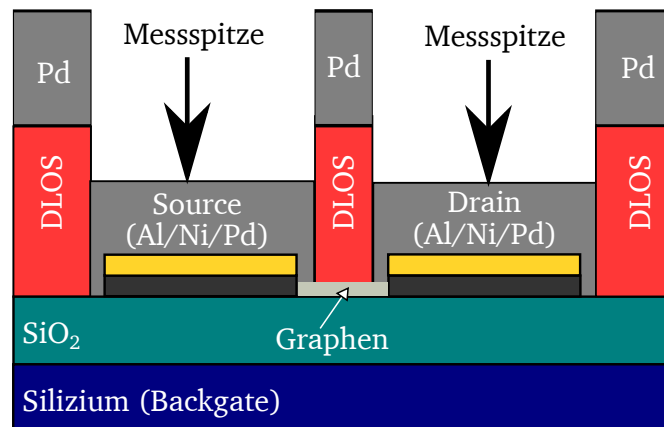 Messspitze
Messspitze
Pd
Pd
Pd
DLOS
Source
(Al/Ni/Pd)
DLOS
Drain
(Al/Ni/Pd)
DLOS
SiO₂
Graphen
Silizium (Backgate)